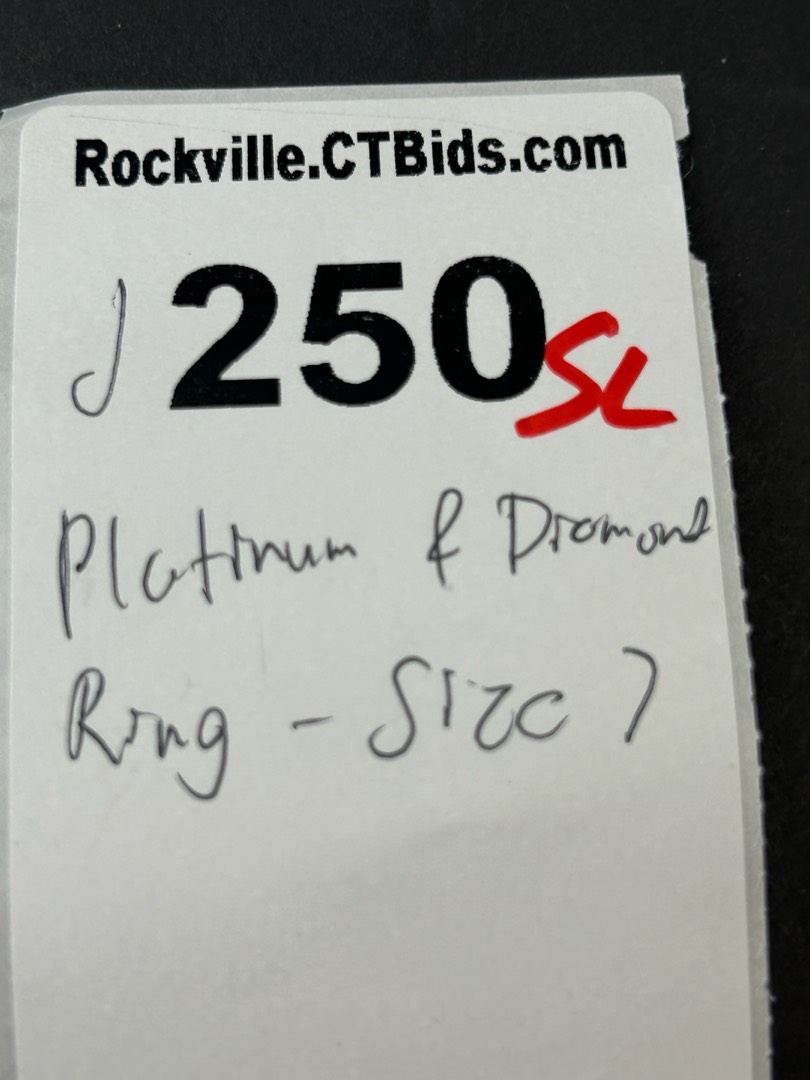 Rockville.CTBids.com
J 250 SL
Platinum & Diamond
Ring - Size 7